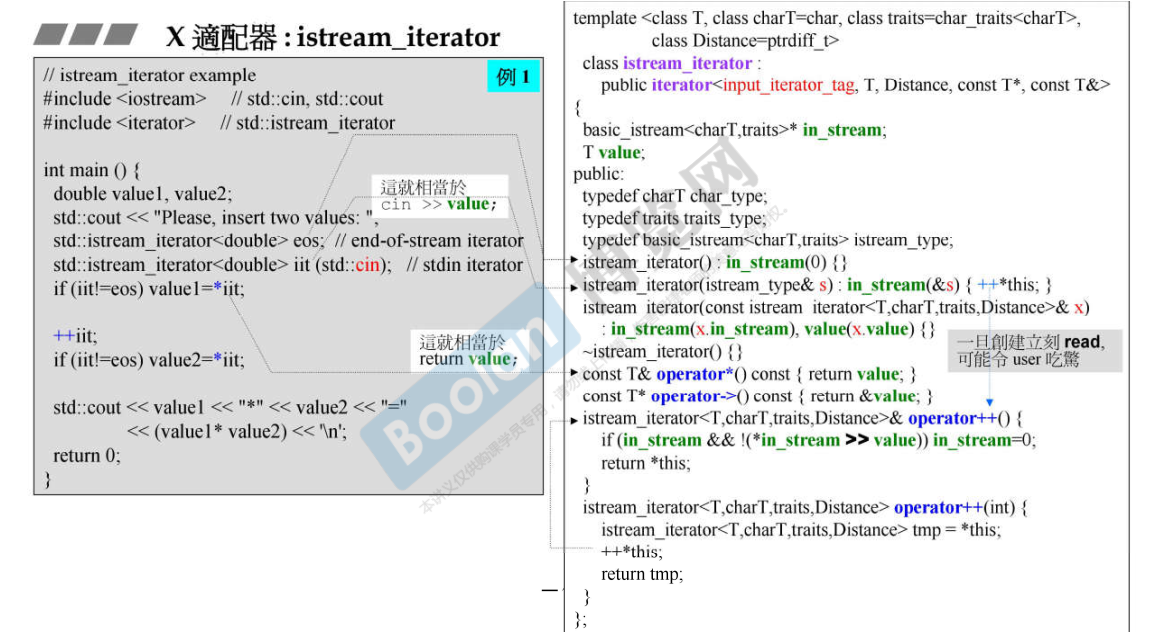 X 適配器 : istream_iterator
例 1
// istream_iterator example
#include <iostream> // std::cin, std::cout
#include <iterator> // std::istream_iterator
int main () {
double value1, value2;
std::cout << "Please, insert two values: ";
std::istream_iterator<double> eos; // end-of-stream iterator
std::istream_iterator<double> iit (std::cin); // stdin iterator
if (iit!=eos) value1=*iit;
++iit;
if (iit!=eos) value2=*iit;
std::cout << value1 << "*" << value2 << "="
<< (value1* value2) << '\n';
return 0;
}
這就相當於
cin >> value;
這就相當於
return value;
template <class T, class charT=char, class traits=char_traits<charT>,
class Distance=ptrdiff_t>
class istream_iterator :
public iterator<input_iterator_tag, T, Distance, const T*, const T&>
{
basic_istream<charT,traits>* in_stream;
T value;
public:
typedef charT char_type;
typedef traits traits_type;
typedef basic_istream<charT,traits> istream_type;
istream_iterator() : in_stream(0) {}
istream_iterator(istream_type& s) : in_stream(&s) { ++*this; }
istream_iterator(const istream_iterator<T,charT,traits,Distance>& x)
: in_stream(x.in_stream), value(x.value) {}
~istream_iterator() {}
const T& operator*() const { return value; }
const T* operator->() const { return &value; }
istream_iterator<T,charT,traits,Distance>& operator++() {
if (in_stream && !(*in_stream >> value)) in_stream=0;
return *this;
}
istream_iterator<T,charT,traits,Distance> operator++(int) {
istream_iterator<T,charT,traits,Distance> tmp = *this;
++*this;
return tmp;
}
};
一旦創建立刻 read,
可能令 user 吃驚
Boolan 博览网